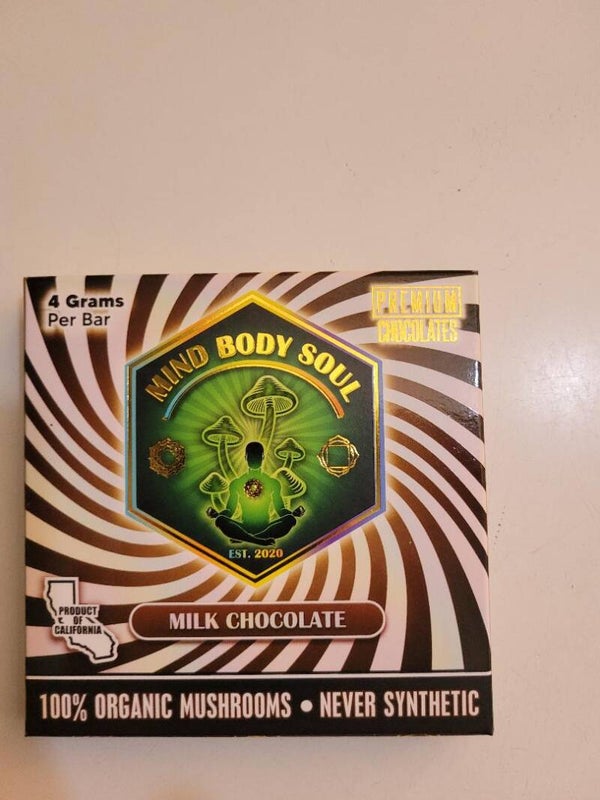 4 Grams
Per Bar
PREMIUM
CHOCOLATES
MIND BODY SOUL
EST. 2020
PRODUCT
OF
CALIFORNIA
MILK CHOCOLATE
100% ORGANIC MUSHROOMS • NEVER SYNTHETIC